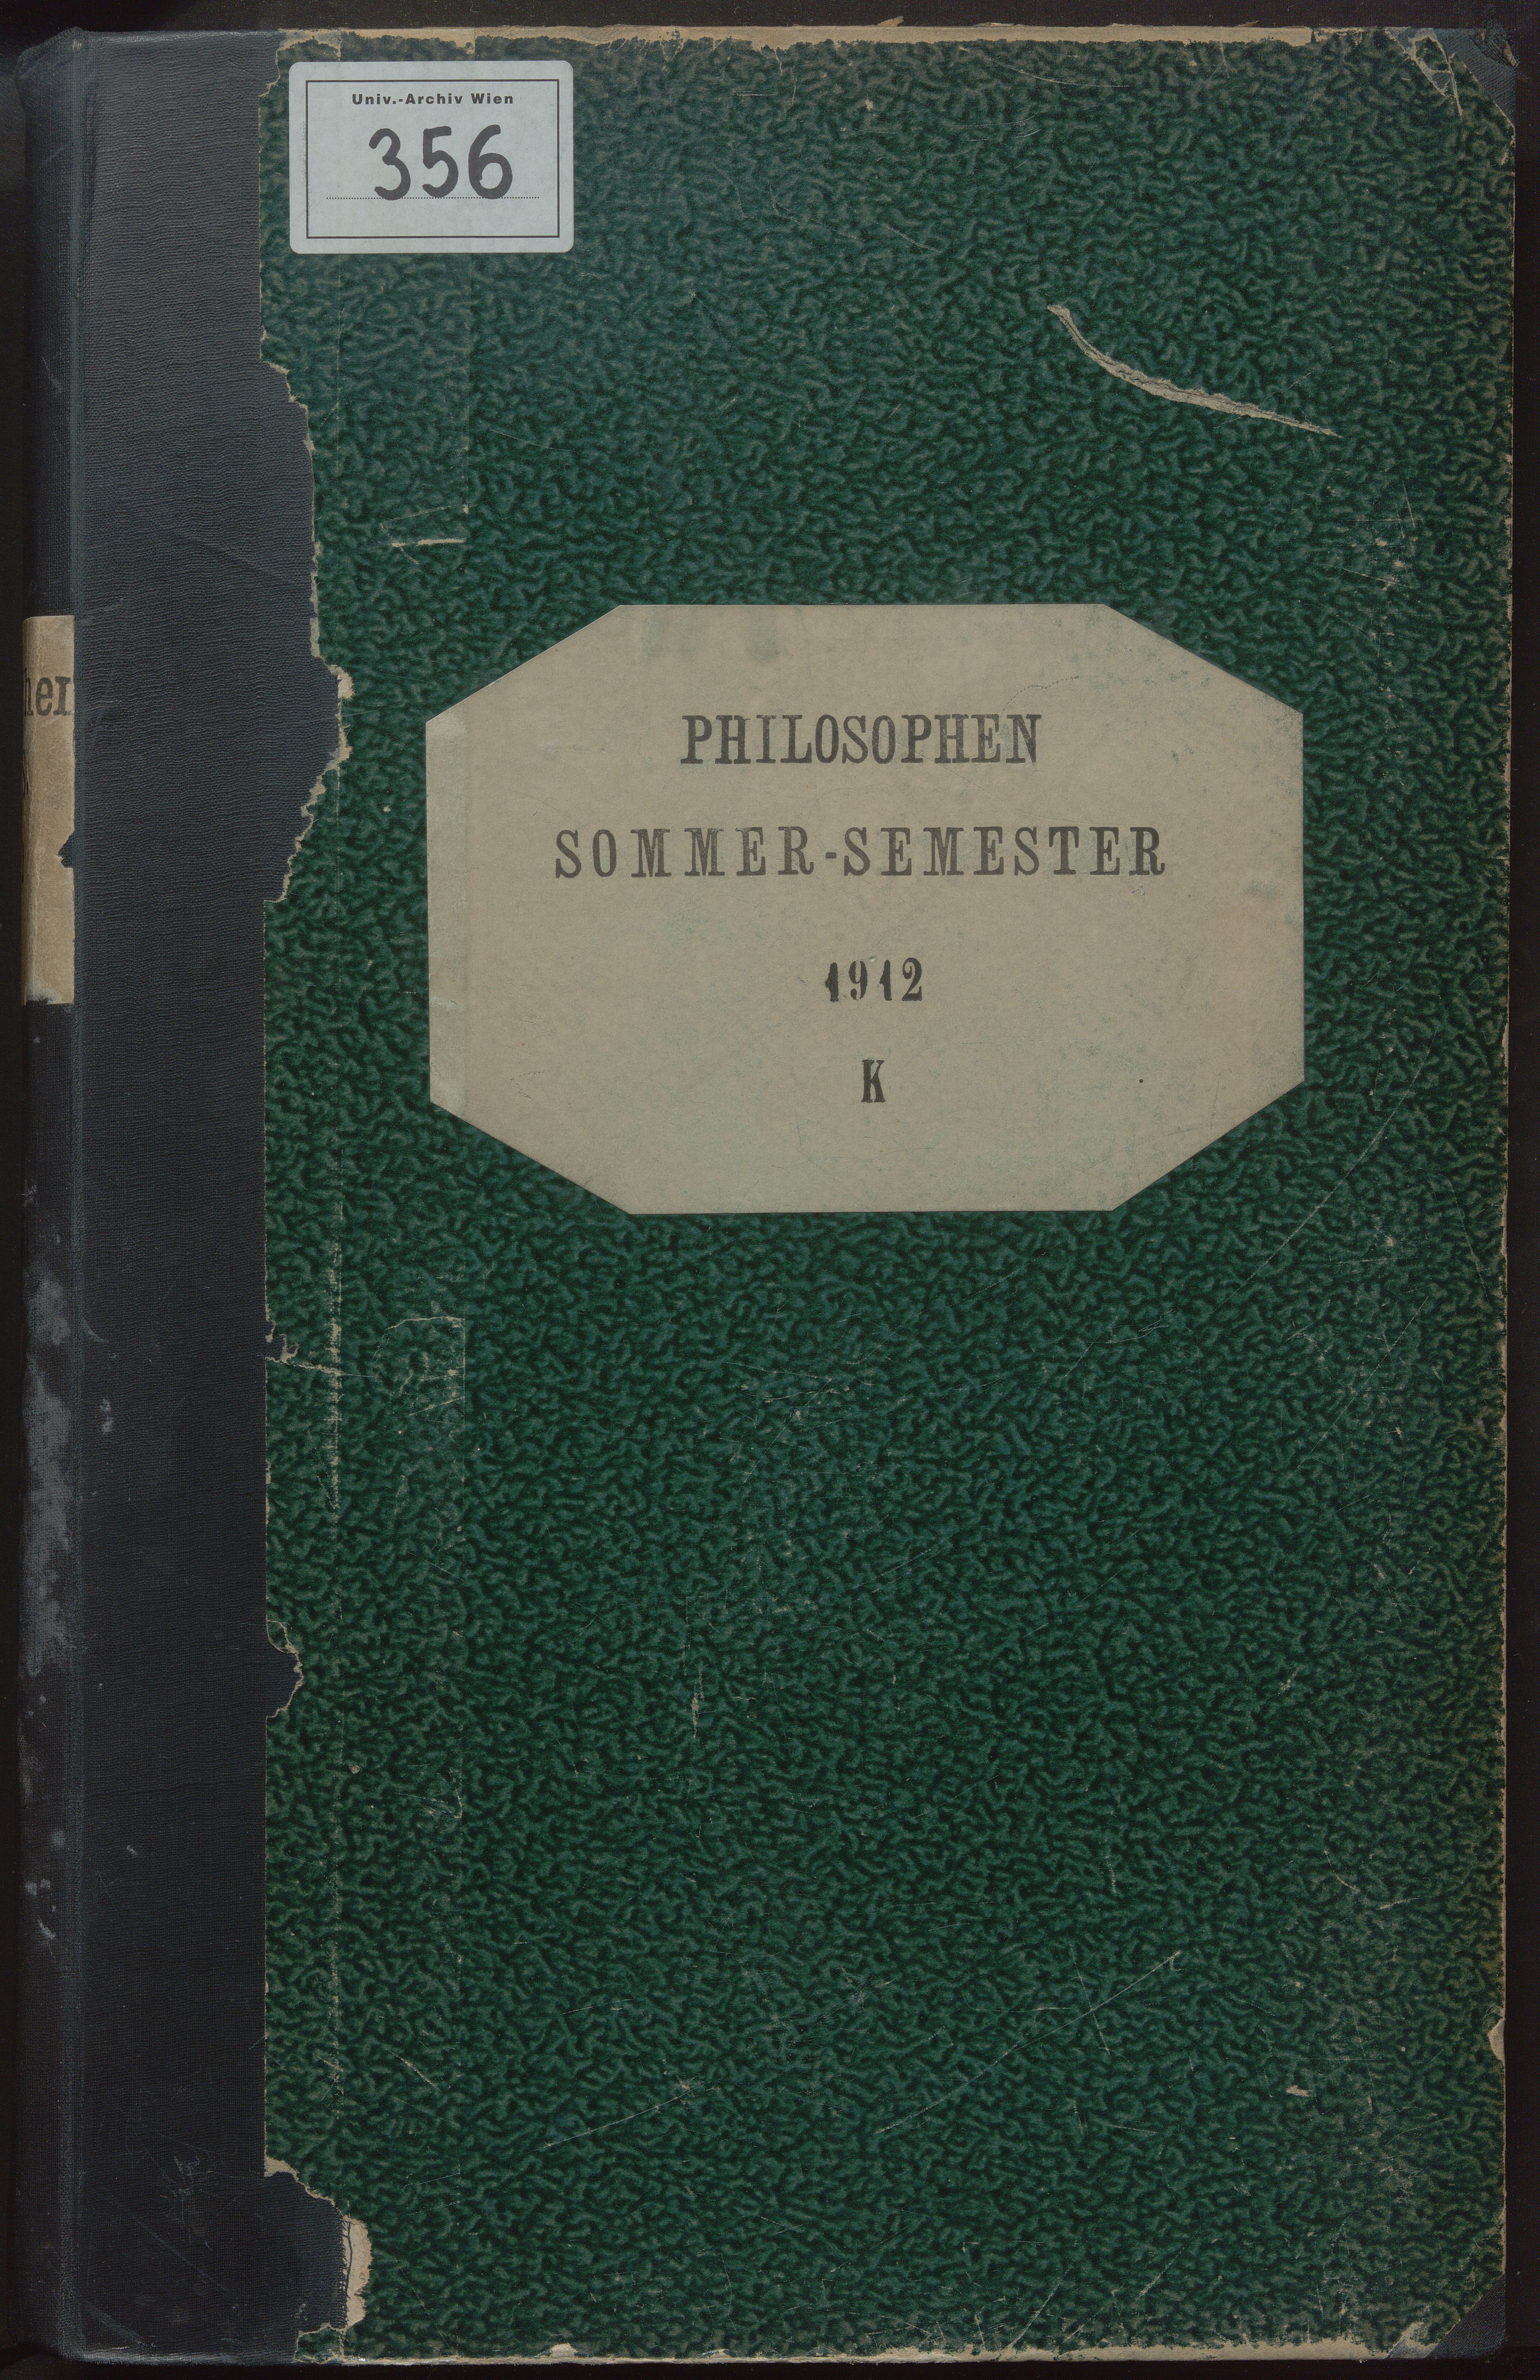 Univ.-Archiv Wien
356
PHILOSOPHEN
SOMMER-SEMESTER
1912
K